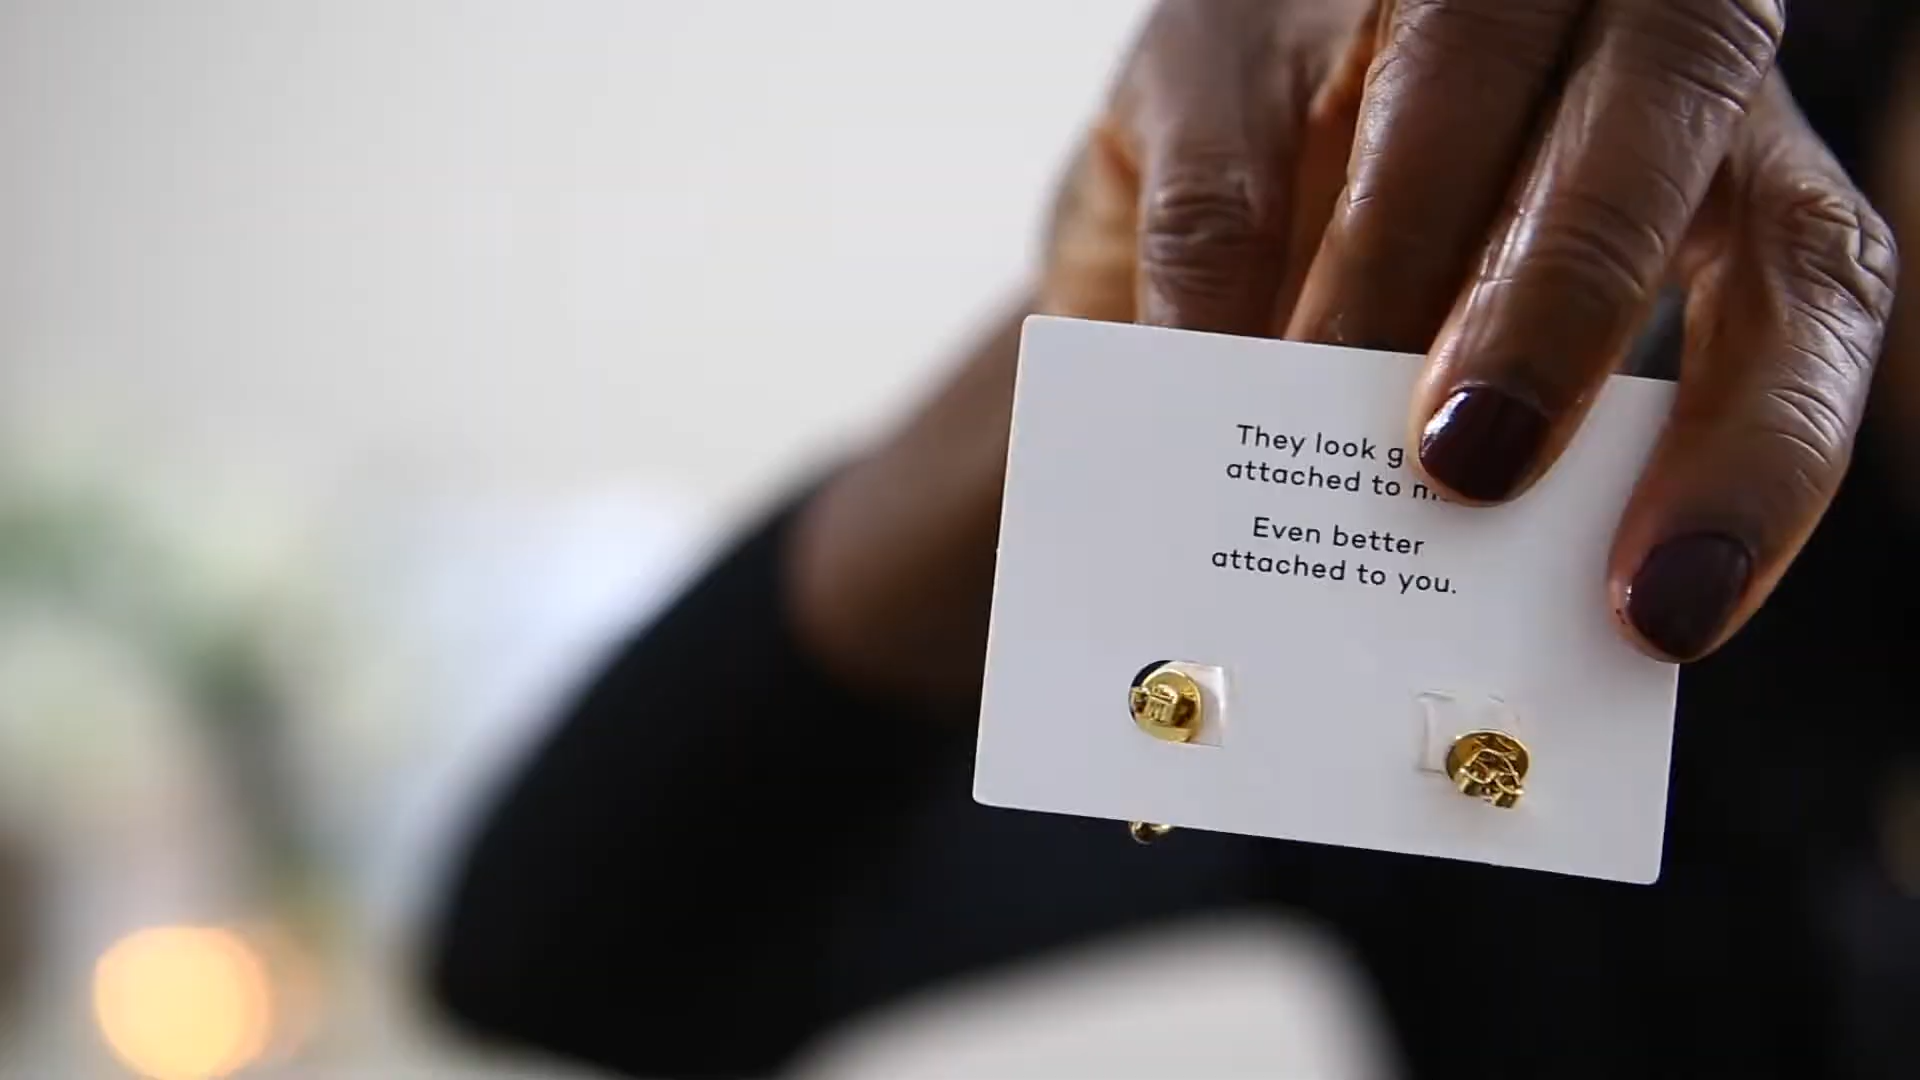 They look
attached to
Even better
attached to you.